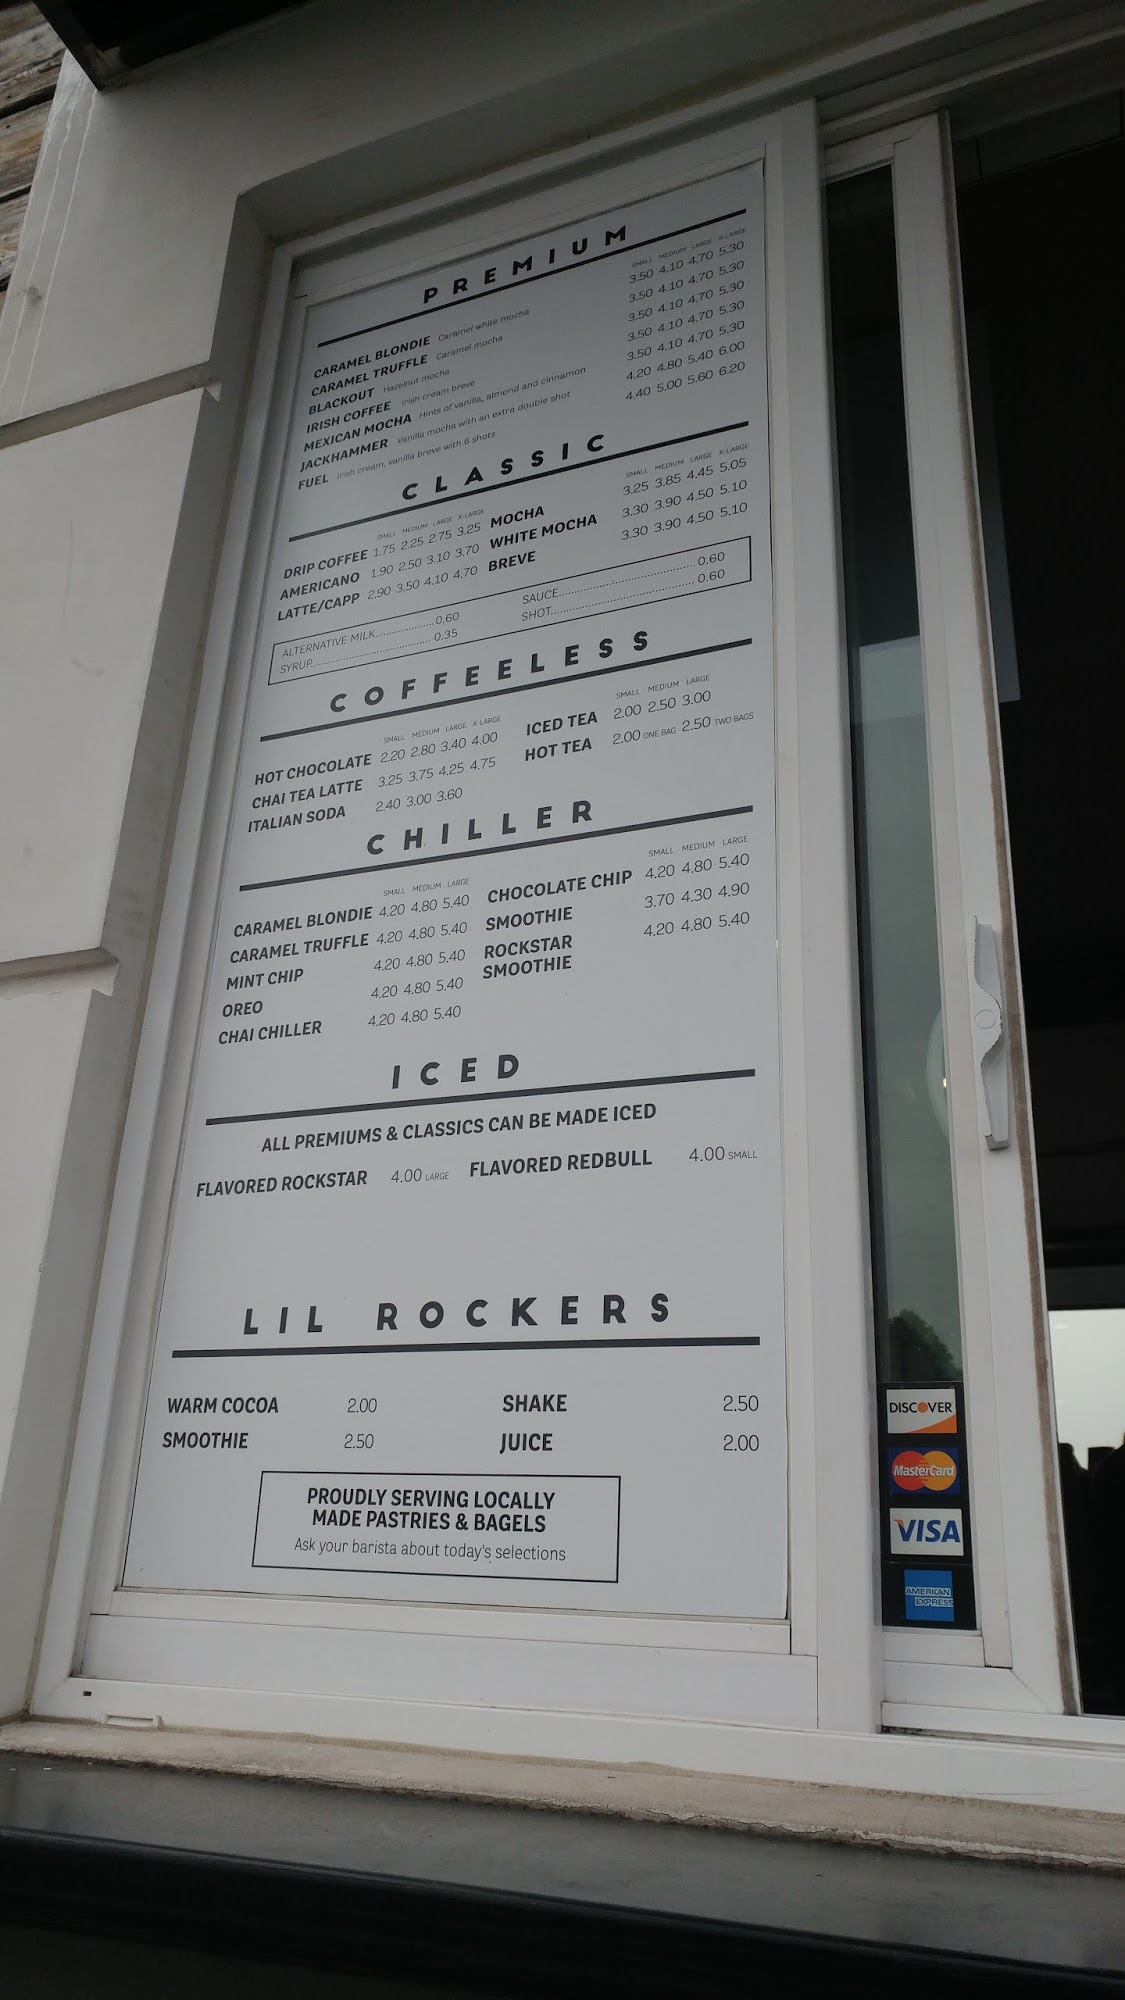 PREMIUM
SMALL MEDIUM LARGE X-LARGE
CARAMEL BLONDIE Caramel white mocha 3.50 4.10 4.70 5.30
CARAMEL TRUFFLE Caramel mocha 3.50 4.10 4.70 5.30
BLACKOUT Hazelnut mocha 3.50 4.10 4.70 5.30
IRISH COFFEE Irish cream breve 3.50 4.10 4.70 5.30
MEXICAN MOCHA Hints of vanilla, almond and cinnamon 3.50 4.10 4.70 5.30
JACKHAMMER Vanilla mocha with an extra double shot 4.20 4.80 5.40 6.00
FUEL Irish cream, vanilla breve with 6 shots 4.40 5.00 5.60 6.20
CLASSIC
SMALL MEDIUM LARGE X-LARGE
DRIP COFFEE 1.75 2.25 2.75 3.25
AMERICANO 1.90 2.50 3.10 3.70
LATTE/CAPP 2.90 3.50 4.10 4.70
SMALL MEDIUM LARGE X-LARGE
MOCHA 3.25 3.85 4.45 5.05
WHITE MOCHA 3.30 3.90 4.50 5.10
BREVE 3.30 3.90 4.50 5.10
ALTERNATIVE MILK....................0.60
SYRUP.................................... 0.35
SAUCE........................................ 0.60
SHOT.......................................... 0.60
COFFEELESS
SMALL MEDIUM LARGE X-LARGE
HOT CHOCOLATE 2.20 2.80 3.40 4.00
CHAI TEA LATTE 3.25 3.75 4.25 4.75
ITALIAN SODA 2.40 3.00 3.60
SMALL MEDIUM LARGE
ICED TEA 2.00 2.50 3.00
HOT TEA 2.00 ONE BAG 2.50 TWO BAGS
CHILLER
SMALL MEDIUM LARGE
CARAMEL BLONDIE 4.20 4.80 5.40
CARAMEL TRUFFLE 4.20 4.80 5.40
MINT CHIP 4.20 4.80 5.40
OREO 4.20 4.80 5.40
CHAI CHILLER 4.20 4.80 5.40
SMALL MEDIUM LARGE
CHOCOLATE CHIP 4.20 4.80 5.40
SMOOTHIE 3.70 4.30 4.90
ROCKSTAR 4.20 4.80 5.40
SMOOTHIE
ICED
ALL PREMIUMS & CLASSICS CAN BE MADE ICED
FLAVORED ROCKSTAR 4.00 LARGE FLAVORED REDBULL 4.00 SMALL
LIL ROCKERS
WARM COCOA 2.00 SHAKE 2.50
SMOOTHIE 2.50 JUICE 2.00
PROUDLY SERVING LOCALLY
MADE PASTRIES & BAGELS
Ask your barista about today's selections
DISCOVER
MasterCard
VISA
AMERICAN
EXPRESS